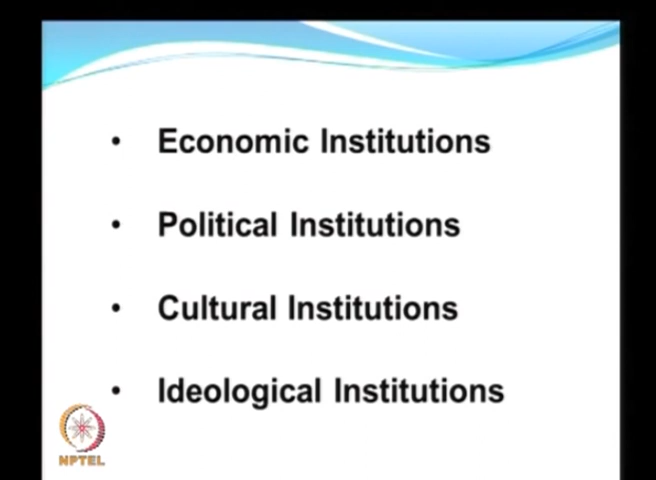 • Economic Institutions
• Political Institutions
• Cultural Institutions
• Ideological Institutions
NPTEL